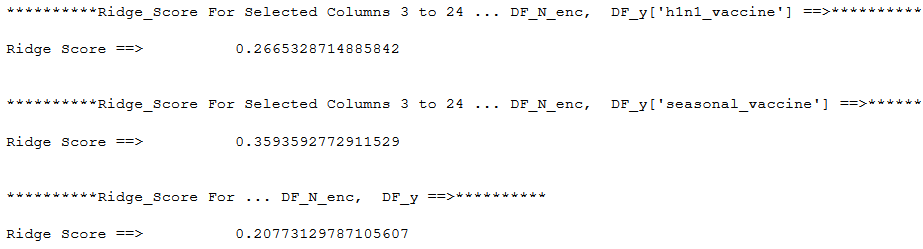 **********Ridge_Score For Selected Columns 3 to 24 ... DF_N_enc,  DF_y['h1n1_vaccine'] ==>**********
Ridge Score ==>          0.2665328714885842
**********Ridge_Score For Selected Columns 3 to 24 ... DF_N_enc,  DF_y['seasonal_vaccine'] ==>******
Ridge Score ==>          0.3593592772911529
**********Ridge_Score For ... DF_N_enc,  DF_y ==>**********
Ridge Score ==>          0.20773129787105607